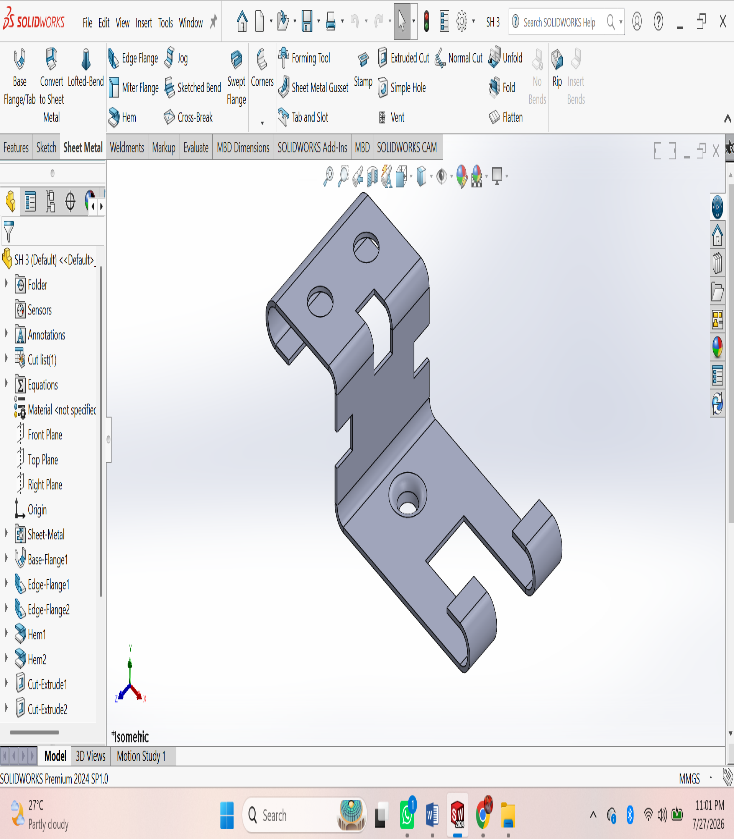 SOLIDWORKS File Edit View Insert Tools Window SH 3 Search SOLIDWORKS Help
Base Flange/Tab
Convert to Sheet Metal
Lofted-Bend
Edge Flange
Miter Flange
Hem
Jog
Sketched Bend
Cross-Break
Swept Flange
Corners
Forming Tool
Sheet Metal Gusset
Tab and Slot
Stamp
Extruded Cut
Simple Hole
Vent
Normal Cut
Unfold
Fold
Flatten
No Bends
Rip
Insert Bends
Features Sketch Sheet Metal Weldments Markup Evaluate MBD Dimensions SOLIDWORKS Add-Ins MBD SOLIDWORKS CAM
SH 3 (Default) <<Default>_
Folder
Sensors
Annotations
Cut list(1)
Equations
Material <not specified
Front Plane
Top Plane
Right Plane
Origin
Sheet-Metal
Base-Flange1
Edge-Flange1
Edge-Flange2
Hem1
Hem2
Cut-Extrude1
Cut-Extrude2
Y
Z
X
*Isometric
Model 3D Views Motion Study 1
SOLIDWORKS Premium 2024 SP1.0 MMGS
27°C
Partly cloudy
Search
1
11:01 PM
7/27/2026